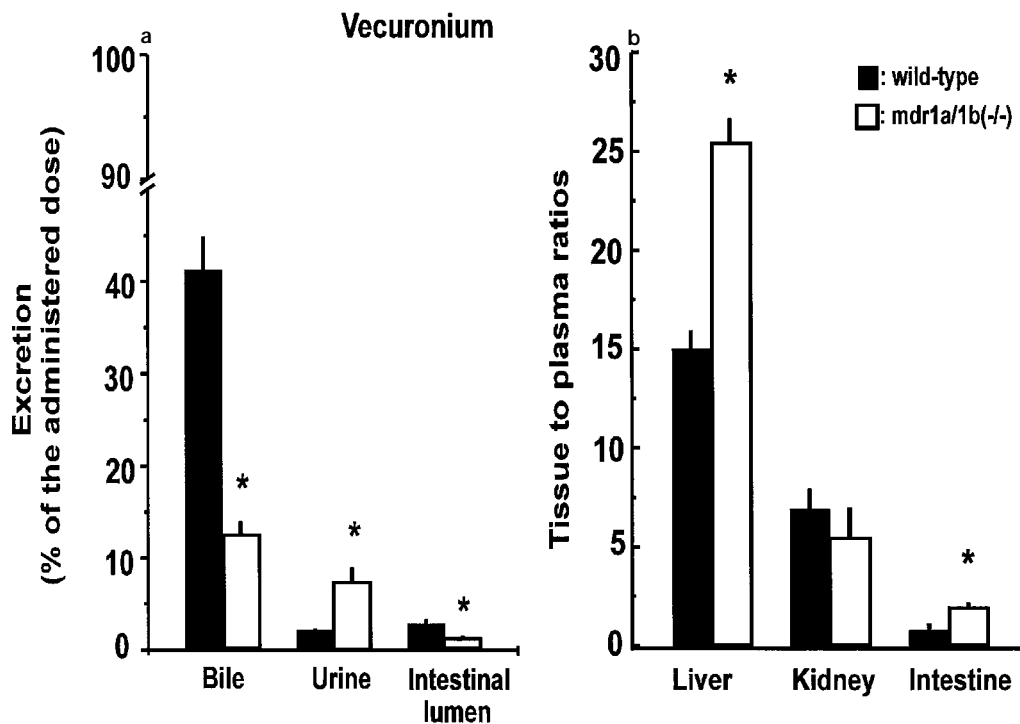 Vecuronium
a
Excretion
(% of the administered dose)
100
90
40
30
20
10
0
*
*
*
Bile
Urine
Intestinal
lumen
b
Tissue to plasma ratios
30
25
20
15
10
5
0
*
*
Liver
Kidney
Intestine
: wild-type
: mdr1a/1b(-/-)